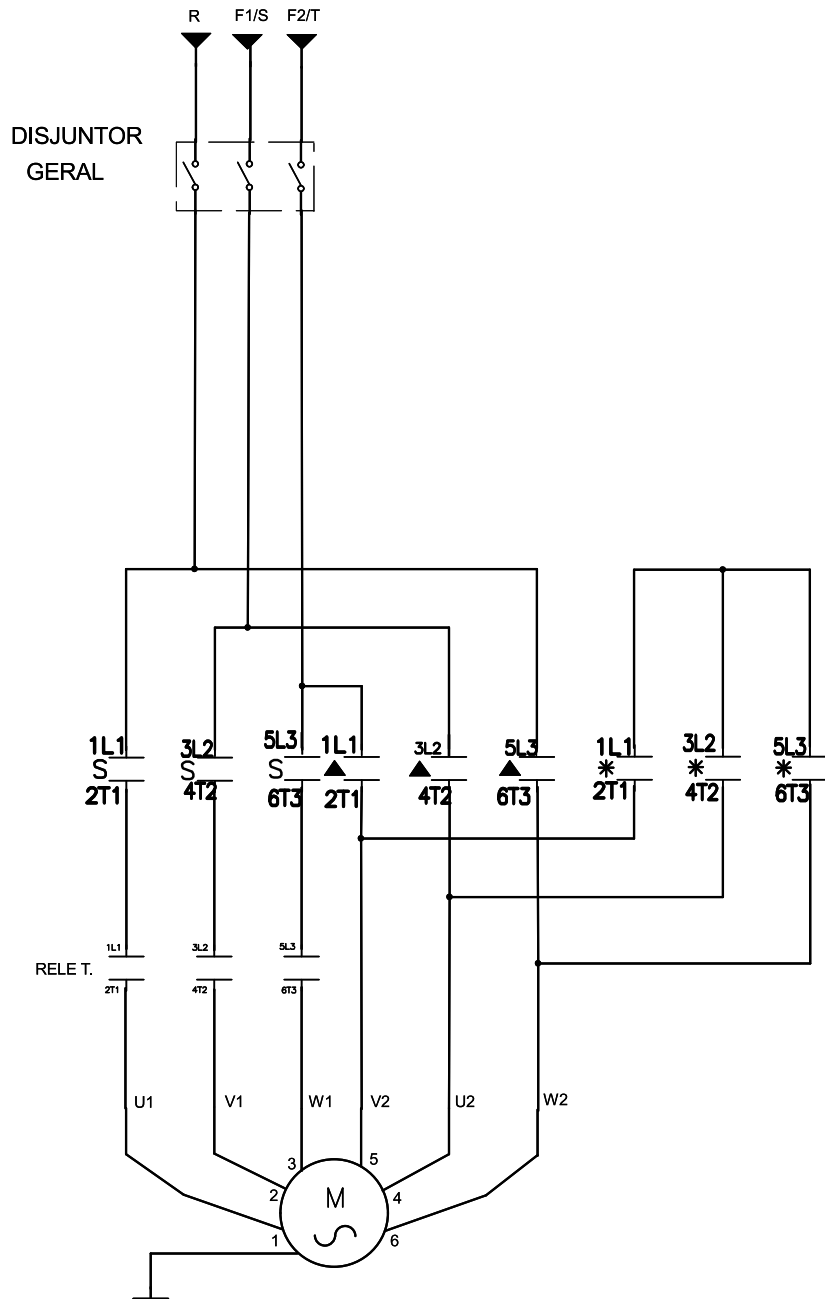 R F1/S F2/T
DISJUNTOR
GERAL
1L1 3L2 5L3 1L1 3L2 5L3 1L1 3L2 5L3
S S S
2T1 4T2 6T3 2T1 4T2 6T3 2T1 4T2 6T3
1L1 3L2 5L3
RELE T.
2T1 4T2 6T3
U1 V1 W1 V2 U2 W2
3 5
2 M 4
1 6